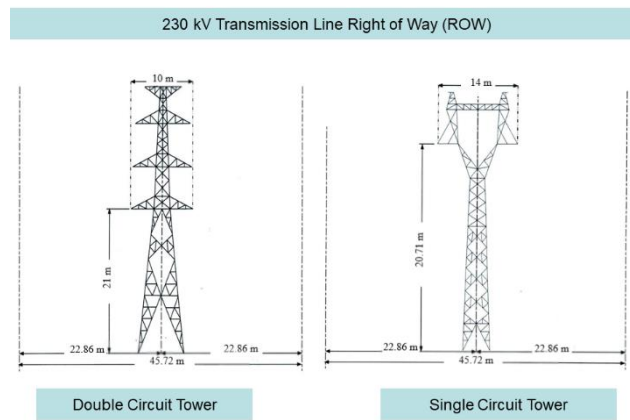 230 kV Transmission Line Right of Way (ROW)
10 m
21 m
22.86 m
22.86 m
45.72 m
Double Circuit Tower
14 m
20.71 m
22.86 m
22.86 m
45.72 m
Single Circuit Tower